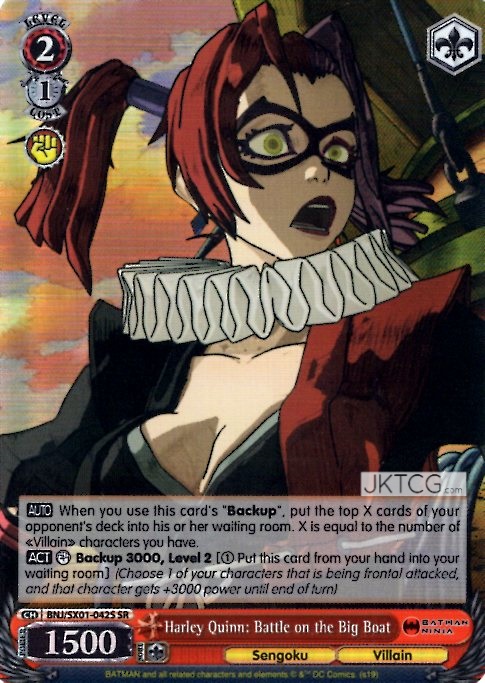 LEVEL
2
1
COST
JKTCG.com
AUTO When you use this card's "Backup", put the top X cards of your
opponent's deck into his or her waiting room. X is equal to the number of
«Villain» characters you have.
ACT Backup 3000, Level 2 [① Put this card from your hand into your
waiting room] (Choose 1 of your characters that is being frontal attacked,
and that character gets +3000 power until end of turn)
CH BNJ/SX01-042S SR
Harley Quinn: Battle on the Big Boat
BATMAN
NINJA
POWER
1500
SOUL
Sengoku
Villain
BATMAN and all related characters and elements © &™ DC Comics. (s19)